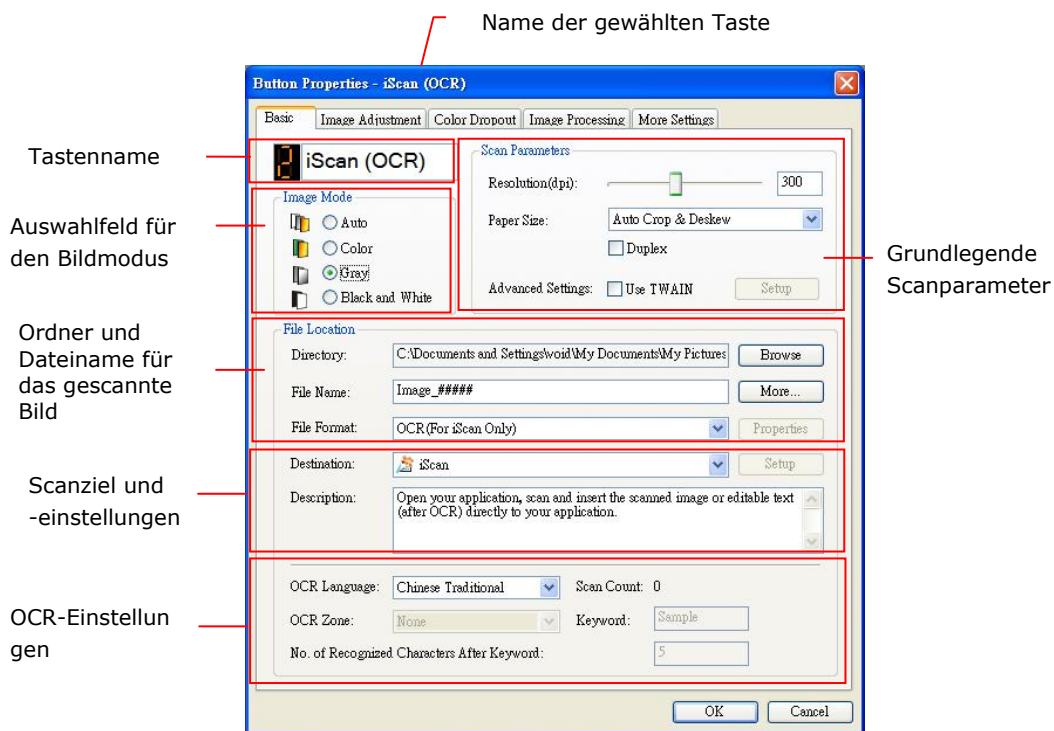 Name der gewählten Taste
Button Properties - iScan (OCR)
Basic Image Adjustment Color Dropout Image Processing More Settings
Tastenname
2 iScan (OCR)
Auswahlfeld für
den Bildmodus
Image Mode
Auto
Color
Gray
Black and White
Scan Parameters
Resolution(dpi): 300
Paper Size: Auto Crop & Deskew
Duplex
Advanced Settings: Use TWAIN Setup
Grundlegende
Scanparameter
Ordner und
Dateiname für
das gescannte
Bild
File Location
Directory: C:\Documents and Settings\void\My Documents\My Pictures Browse
File Name: Image_##### More...
File Format: OCR(For iScan Only) Properties
Scanziel und
-einstellungen
Destination: iScan Setup
Description: Open your application, scan and insert the scanned image or editable text
(after OCR) directly to your application.
OCR-Einstellun
gen
OCR Language: Chinese Traditional Scan Count: 0
OCR Zone: None Keyword: Sample
No. of Recognized Characters After Keyword: 5
OK Cancel